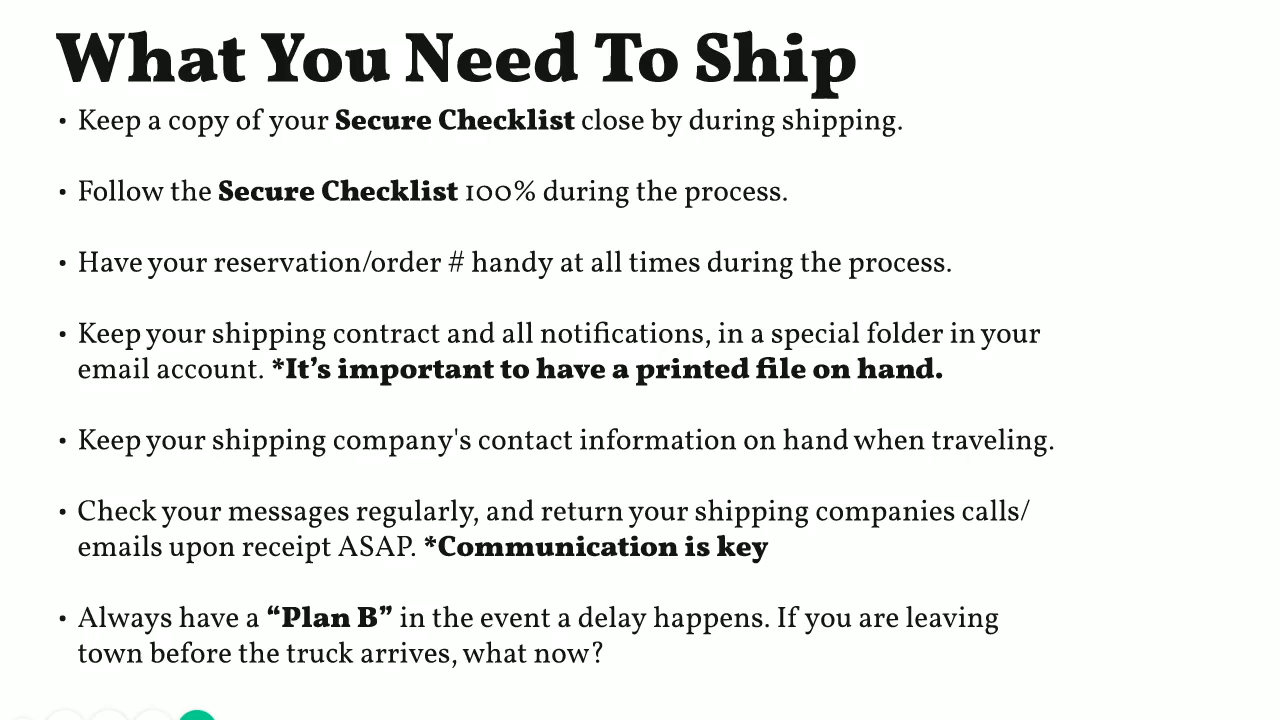 What You Need To Ship
• Keep a copy of your Secure Checklist close by during shipping.
• Follow the Secure Checklist 100% during the process.
• Have your reservation/order # handy at all times during the process.
• Keep your shipping contract and all notifications, in a special folder in your
email account. *It’s important to have a printed file on hand.
• Keep your shipping company's contact information on hand when traveling.
• Check your messages regularly, and return your shipping companies calls/
emails upon receipt ASAP. *Communication is key
• Always have a “Plan B” in the event a delay happens. If you are leaving
town before the truck arrives, what now?